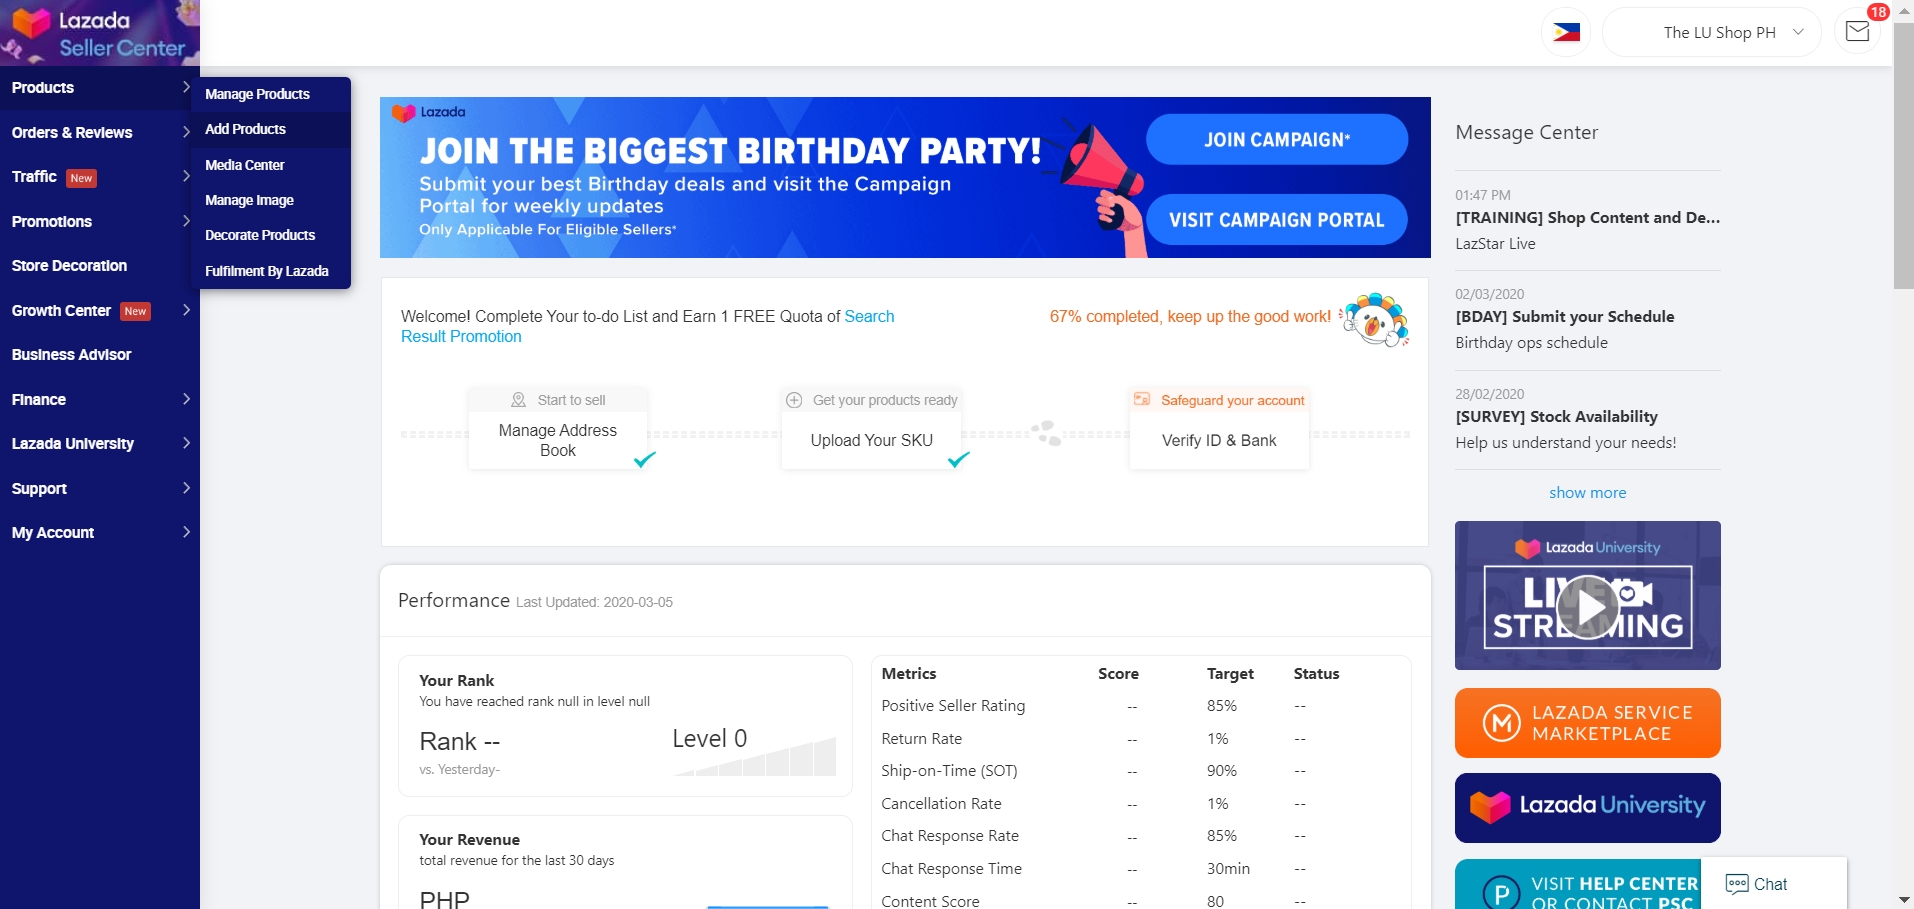 Lazada
Seller Center
The LU Shop PH
18
Products
Orders & Reviews
Traffic New
Promotions
Store Decoration
Growth Center New
Business Advisor
Finance
Lazada University
Support
My Account
Manage Products
Add Products
Media Center
Manage Image
Decorate Products
Fulfilment By Lazada
Lazada
JOIN THE BIGGEST BIRTHDAY PARTY!
Submit your best Birthday deals and visit the Campaign
Portal for weekly updates
Only Applicable For Eligible Sellers*
JOIN CAMPAIGN*
VISIT CAMPAIGN PORTAL
Welcome! Complete Your to-do List and Earn 1 FREE Quota of Search
Result Promotion
67% completed, keep up the good work!
Start to sell
Manage Address
Book
Get your products ready
Upload Your SKU
Safeguard your account
Verify ID & Bank
Performance Last Updated: 2020-03-05
Your Rank
You have reached rank null in level null
Rank --
vs. Yesterday-
Level 0
Your Revenue
total revenue for the last 30 days
PHP
Metrics Score Target Status
Positive Seller Rating -- 85% --
Return Rate -- 1% --
Ship-on-Time (SOT) -- 90% --
Cancellation Rate -- 1% --
Chat Response Rate -- 85% --
Chat Response Time -- 30min --
Content Score -- 80 --
Message Center
01:47 PM
[TRAINING] Shop Content and De...
LazStar Live
02/03/2020
[BDAY] Submit your Schedule
Birthday ops schedule
28/02/2020
[SURVEY] Stock Availability
Help us understand your needs!
show more
Lazada University
LIVE
STREAMING
LAZADA SERVICE
MARKETPLACE
Lazada University
VISIT HELP CENTER
OR CONTACT PSC
Chat